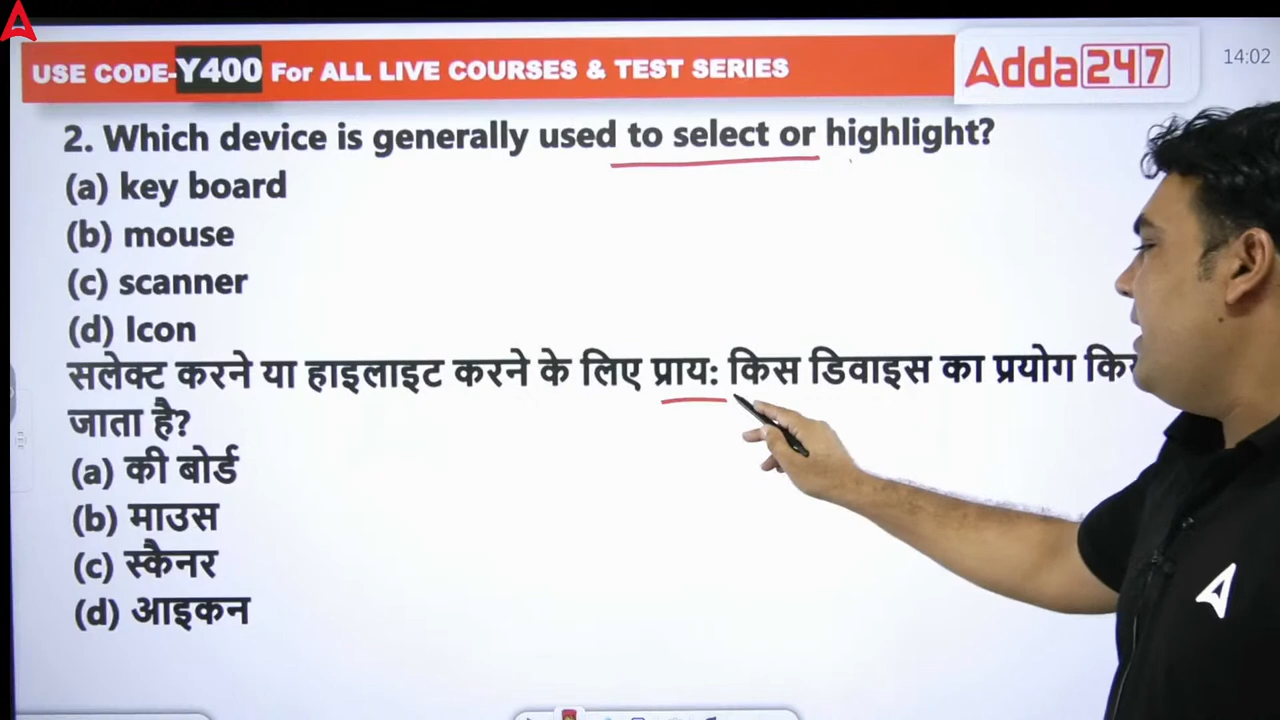 USE CODE-Y400 For ALL LIVE COURSES & TEST SERIES
Adda247
14:02
2. Which device is generally used to select or highlight?
(a) key board
(b) mouse
(c) scanner
(d) Icon
सलेक्ट करने या हाइलाइट करने के लिए प्राय: किस डिवाइस का प्रयोग
जाता है?
(a) की बोर्ड
(b) माउस
(c) स्कैनर
(d) आइकन